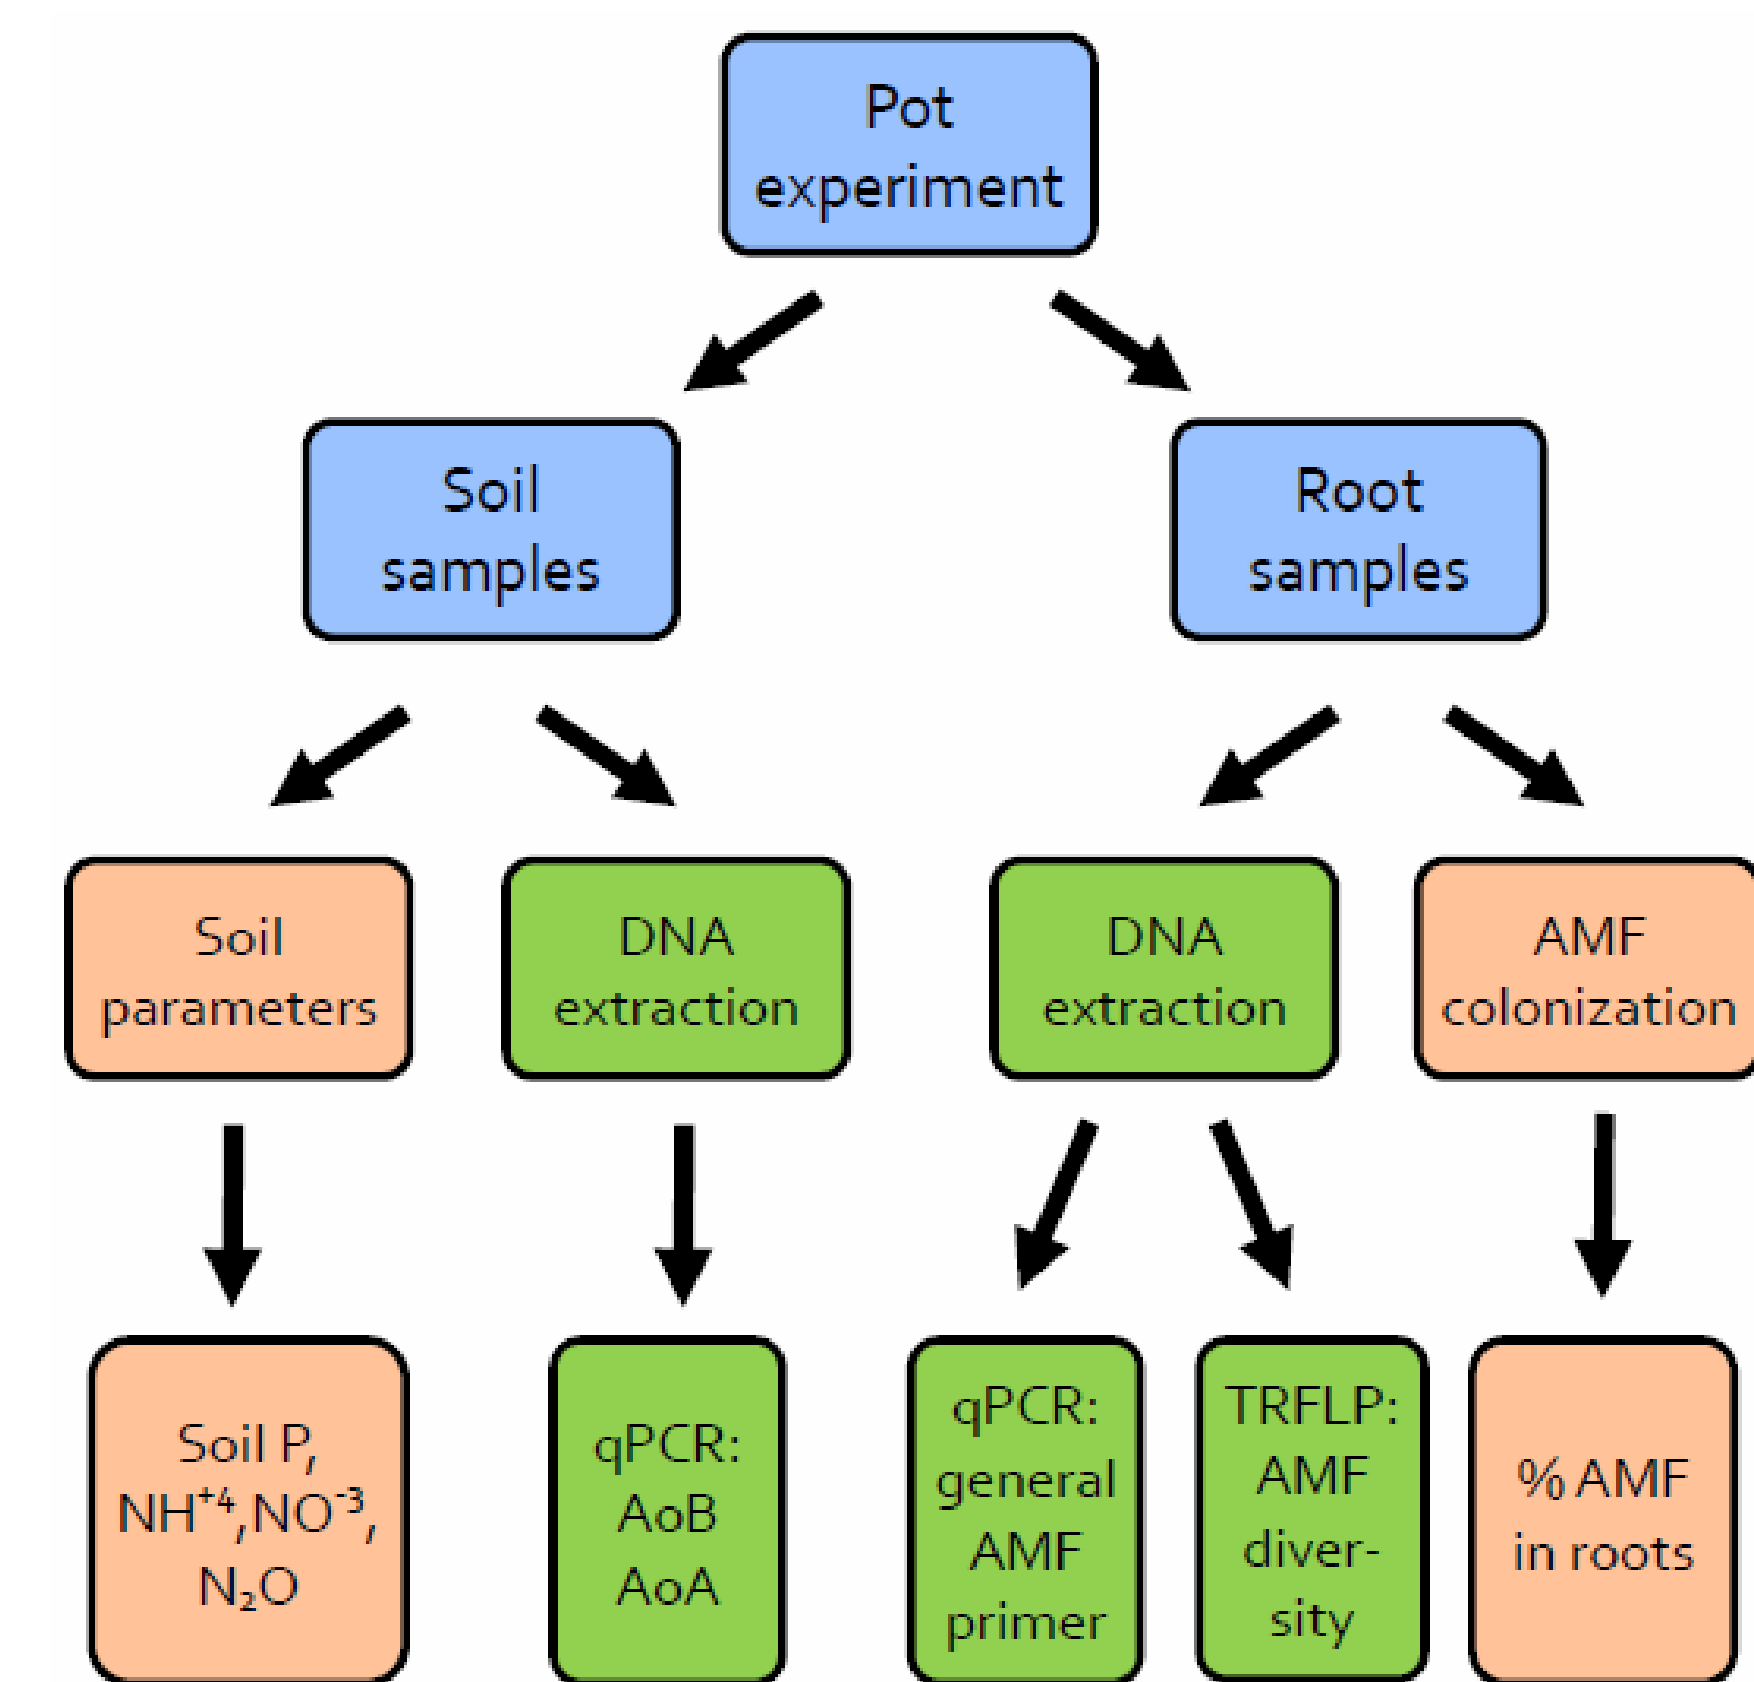 Pot
experiment
Soil
samples
Root
samples
Soil
parameters
DNA
extraction
DNA
extraction
AMF
colonization
Soil P,
NH⁺⁴,NO⁻³,
N₂O
qPCR:
AoB
AoA
qPCR:
general
AMF
primer
TRFLP:
AMF
diver-
sity
% AMF
in roots